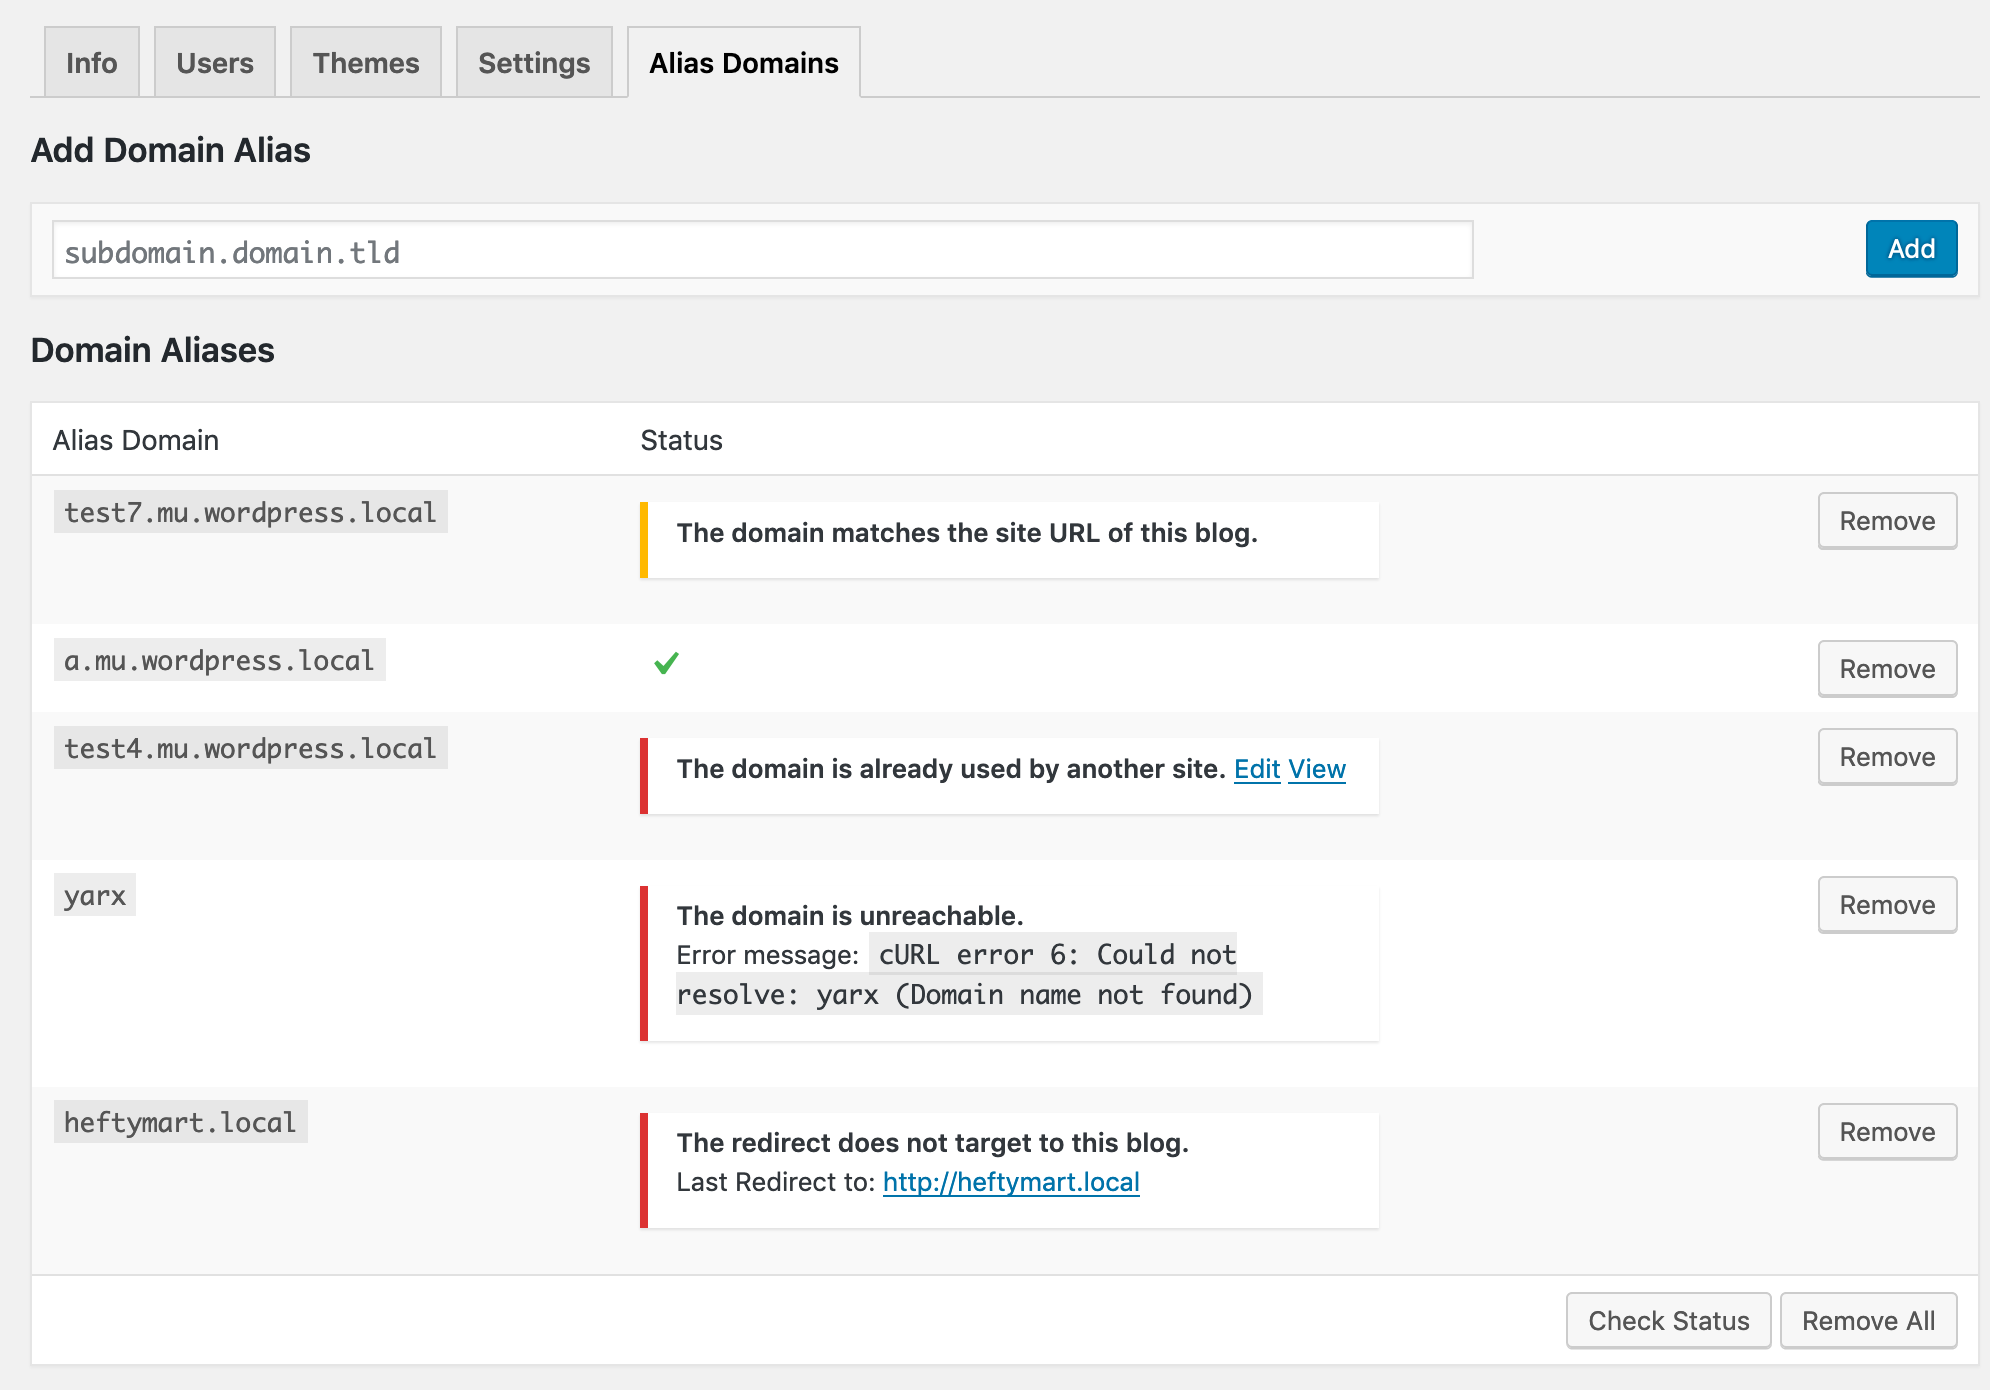 Info Users Themes Settings Alias Domains
Add Domain Alias
subdomain.domain.tld Add
Domain Aliases
Alias Domain Status
test7.mu.wordpress.local The domain matches the site URL of this blog. Remove
a.mu.wordpress.local Remove
test4.mu.wordpress.local The domain is already used by another site. Edit View Remove
yarx Remove
The domain is unreachable.
Error message: cURL error 6: Could not
resolve: yarx (Domain name not found)
heftymart.local Remove
The redirect does not target to this blog.
Last Redirect to: http://heftymart.local
Check Status Remove All